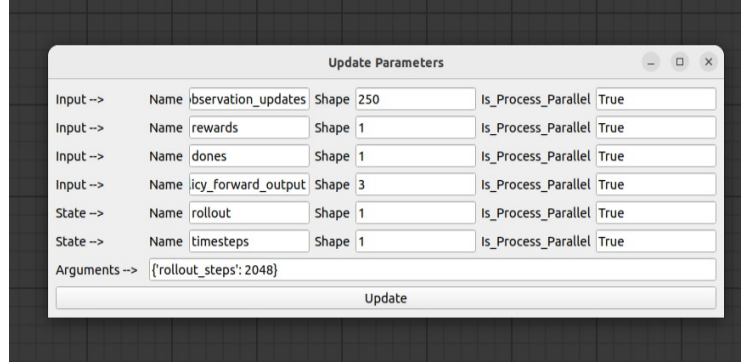 Update Parameters
Input --> Name bservation_updates Shape 250 Is_Process_Parallel True
Input --> Name rewards Shape 1 Is_Process_Parallel True
Input --> Name dones Shape 1 Is_Process_Parallel True
Input --> Name icy_forward_output Shape 3 Is_Process_Parallel True
State --> Name rollout Shape 1 Is_Process_Parallel True
State --> Name timesteps Shape 1 Is_Process_Parallel True
Arguments --> {'rollout_steps': 2048}
Update